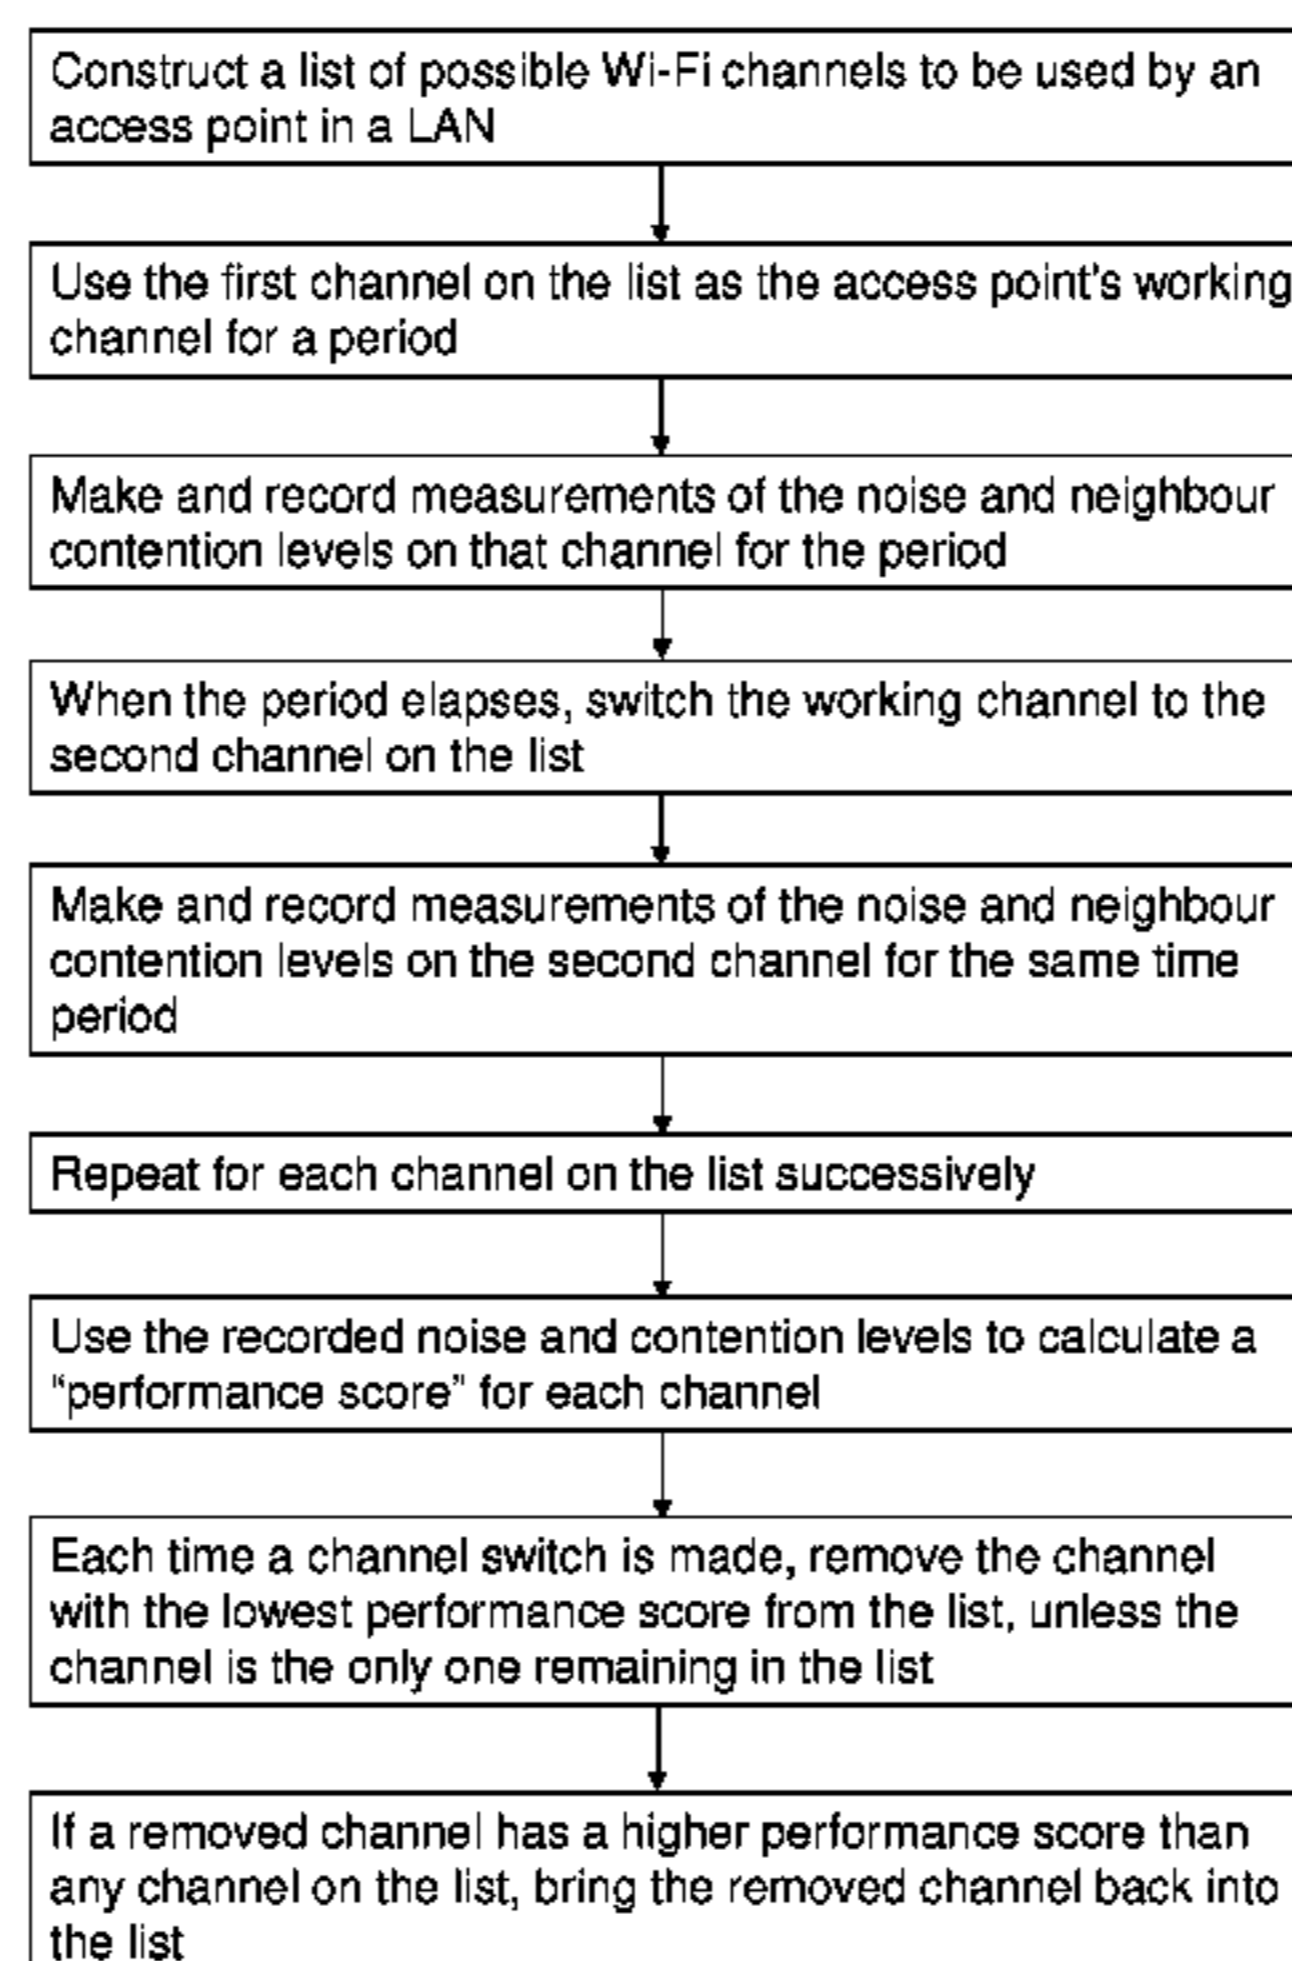 Construct a list of possible Wi-Fi channels to be used by an
access point in a LAN
Use the first channel on the list as the access point's working
channel for a period
Make and record measurements of the noise and neighbour
contention levels on that channel for the period
When the period elapses, switch the working channel to the
second channel on the list
Make and record measurements of the noise and neighbour
contention levels on the second channel for the same time
period
Repeat for each channel on the list successively
Use the recorded noise and contention levels to calculate a
“performance score” for each channel
Each time a channel switch is made, remove the channel
with the lowest performance score from the list, unless the
channel is the only one remaining in the list
If a removed channel has a higher performance score than
any channel on the list, bring the removed channel back into
the list